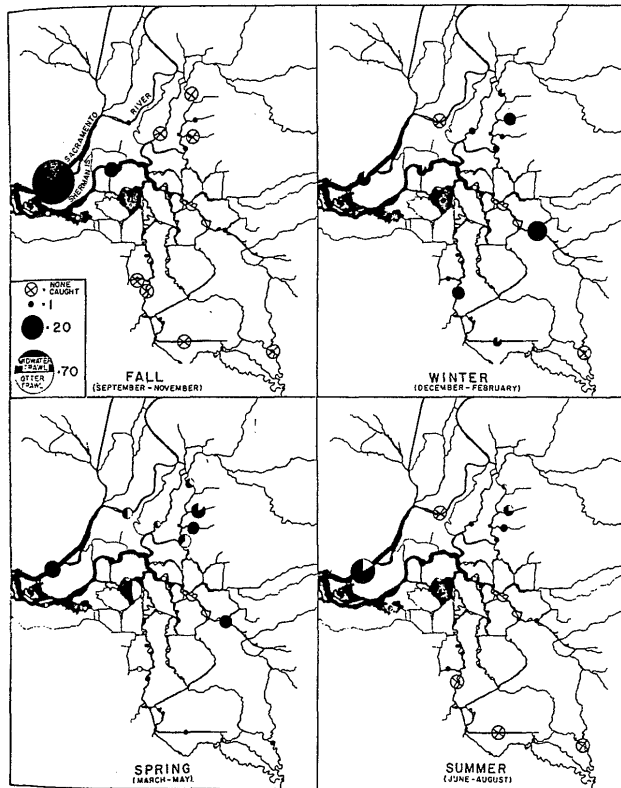 SACRAMENTO
RIVER
SHERMAN IS.
NONE
CAUGHT
· 1
· 20
MIDWATER
TRAWL
OTTER
TRAWL
· 70
FALL
(SEPTEMBER-NOVEMBER)
WINTER
(DECEMBER-FEBRUARY)
SPRING
(MARCH-MAY)
SUMMER
(JUNE-AUGUST)